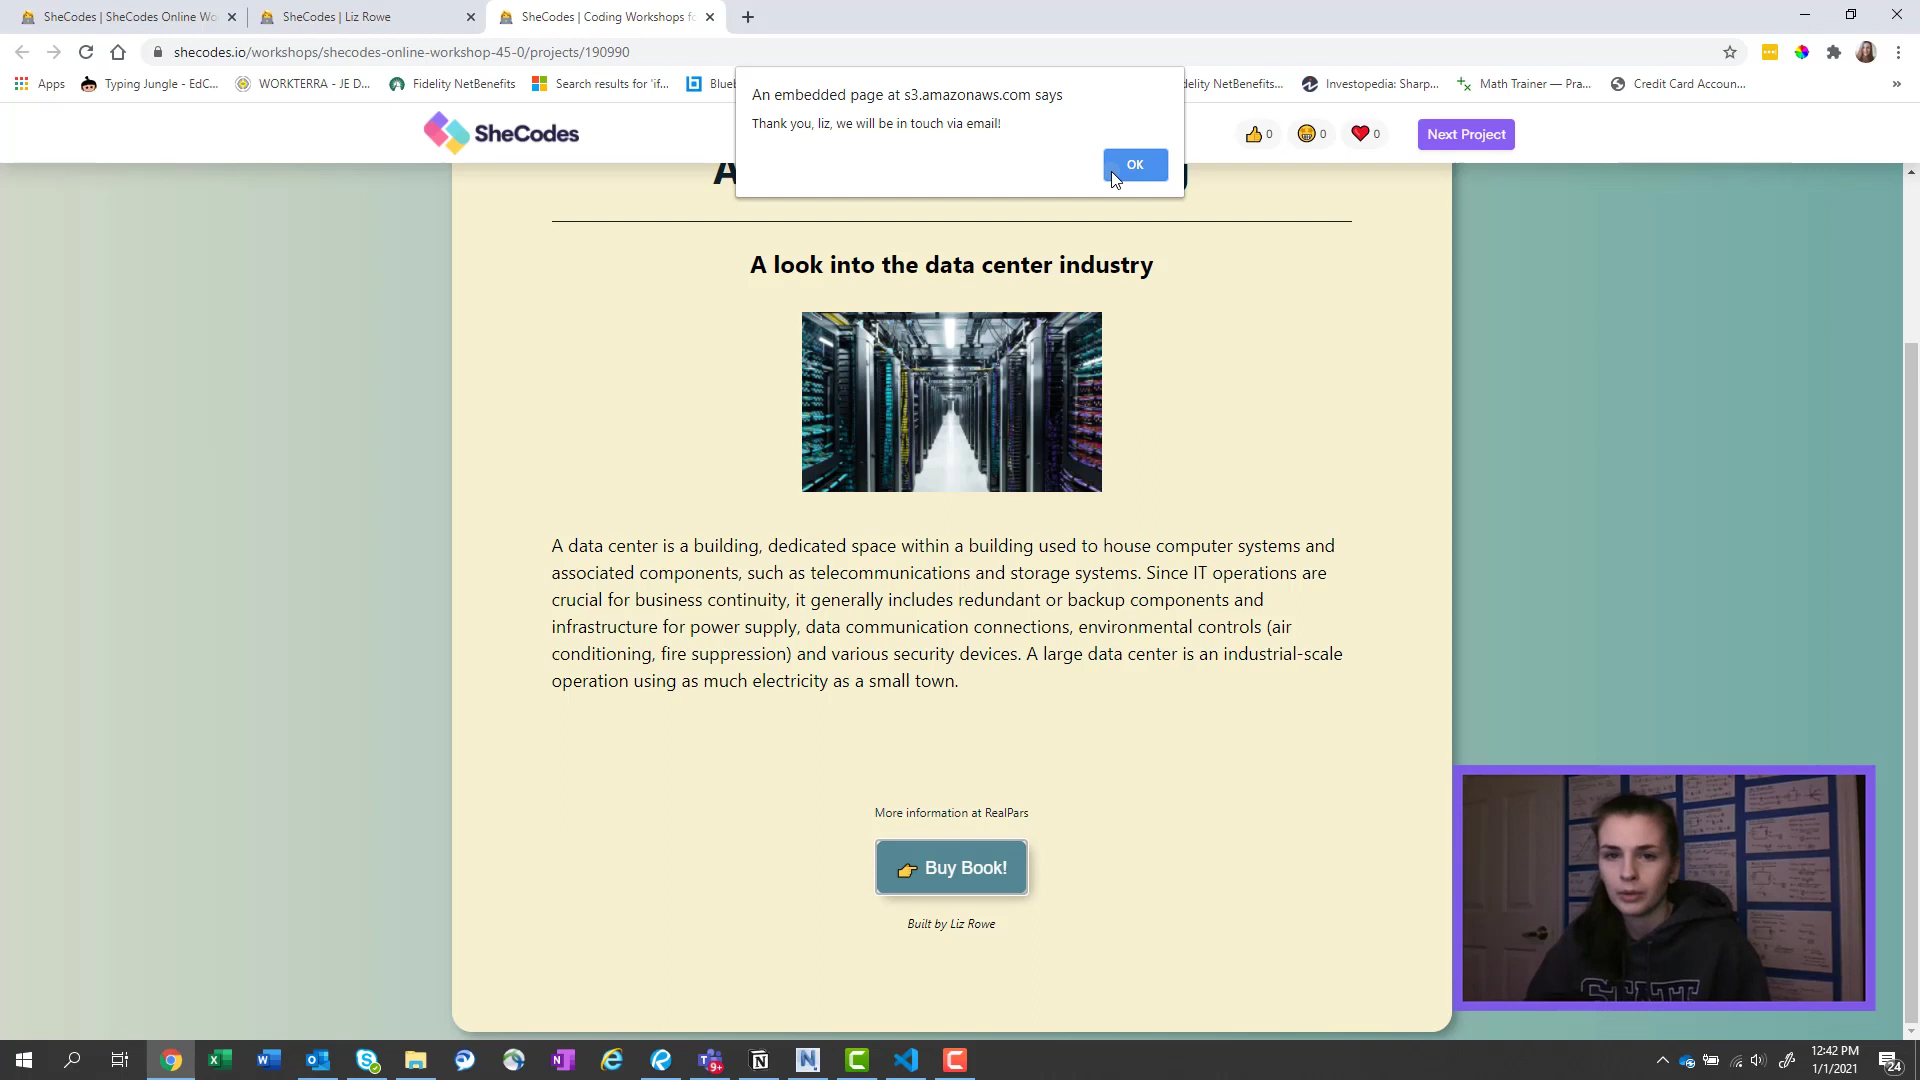 SheCodes | SheCodes Online Wo
SheCodes | Liz Rowe
SheCodes | Coding Workshops fo
shecodes.io/workshops/shecodes-online-workshop-45-0/projects/190990
Apps
Typing Jungle - EdC...
WORKTERRA - JE D...
Fidelity NetBenefits
Search results for 'if...
Blueb
delity NetBenefits...
Investopedia: Sharp...
Math Trainer — Pra...
Credit Card Accoun...
»
An embedded page at s3.amazonaws.com says
Thank you, liz, we will be in touch via email!
OK
SheCodes
0
0
0
Next Project
A look into the data center industry
A data center is a building, dedicated space within a building used to house computer systems and
associated components, such as telecommunications and storage systems. Since IT operations are
crucial for business continuity, it generally includes redundant or backup components and
infrastructure for power supply, data communication connections, environmental controls (air
conditioning, fire suppression) and various security devices. A large data center is an industrial-scale
operation using as much electricity as a small town.
More information at RealPars
👉 Buy Book!
Built by Liz Rowe
9+
12:42 PM
1/1/2021
24